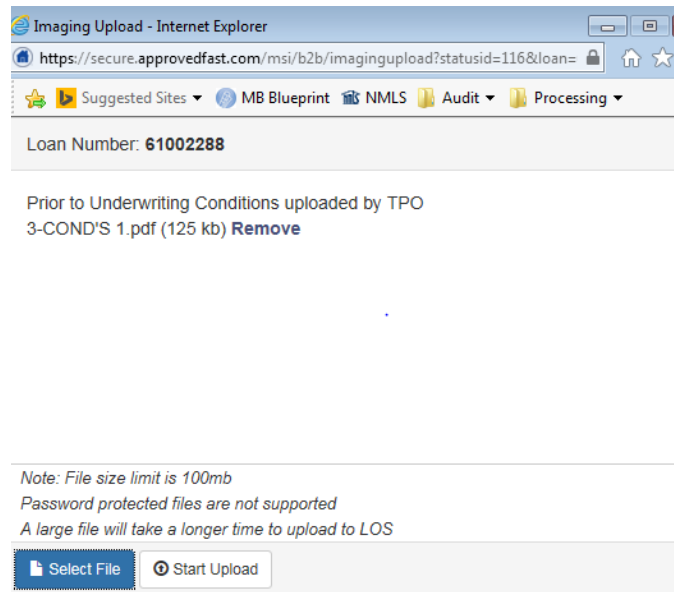 Imaging Upload - Internet Explorer
https://secure.approvedfast.com/msi/b2b/imagingupload?statusid=116&loan=
Suggested Sites MB Blueprint NMLS Audit Processing
Loan Number: 61002288
Prior to Underwriting Conditions uploaded by TPO
3-COND'S 1.pdf (125 kb) Remove
Note: File size limit is 100mb
Password protected files are not supported
A large file will take a longer time to upload to LOS
Select File Start Upload